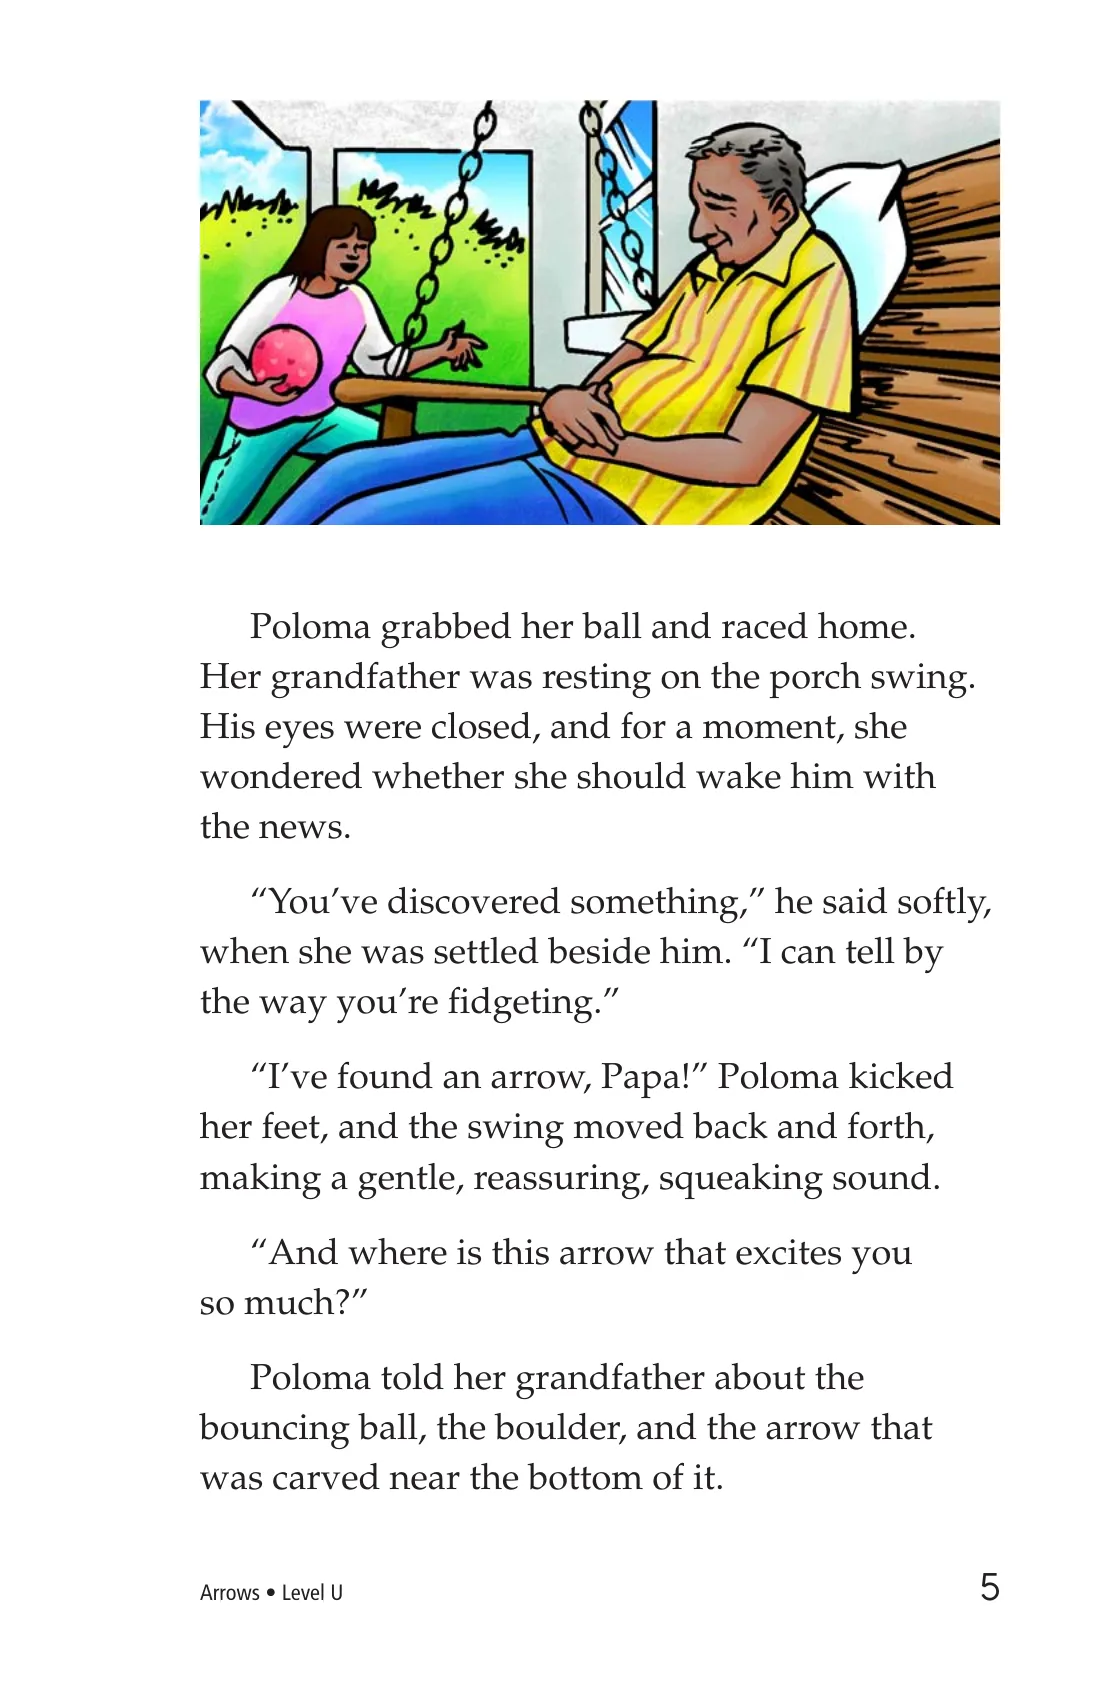 Poloma grabbed her ball and raced home.
Her grandfather was resting on the porch swing.
His eyes were closed, and for a moment, she
wondered whether she should wake him with
the news.
“You’ve discovered something,” he said softly,
when she was settled beside him. “I can tell by
the way you’re fidgeting.”
“I’ve found an arrow, Papa!” Poloma kicked
her feet, and the swing moved back and forth,
making a gentle, reassuring, squeaking sound.
“And where is this arrow that excites you
so much?”
Poloma told her grandfather about the
bouncing ball, the boulder, and the arrow that
was carved near the bottom of it.
Arrows • Level U
5